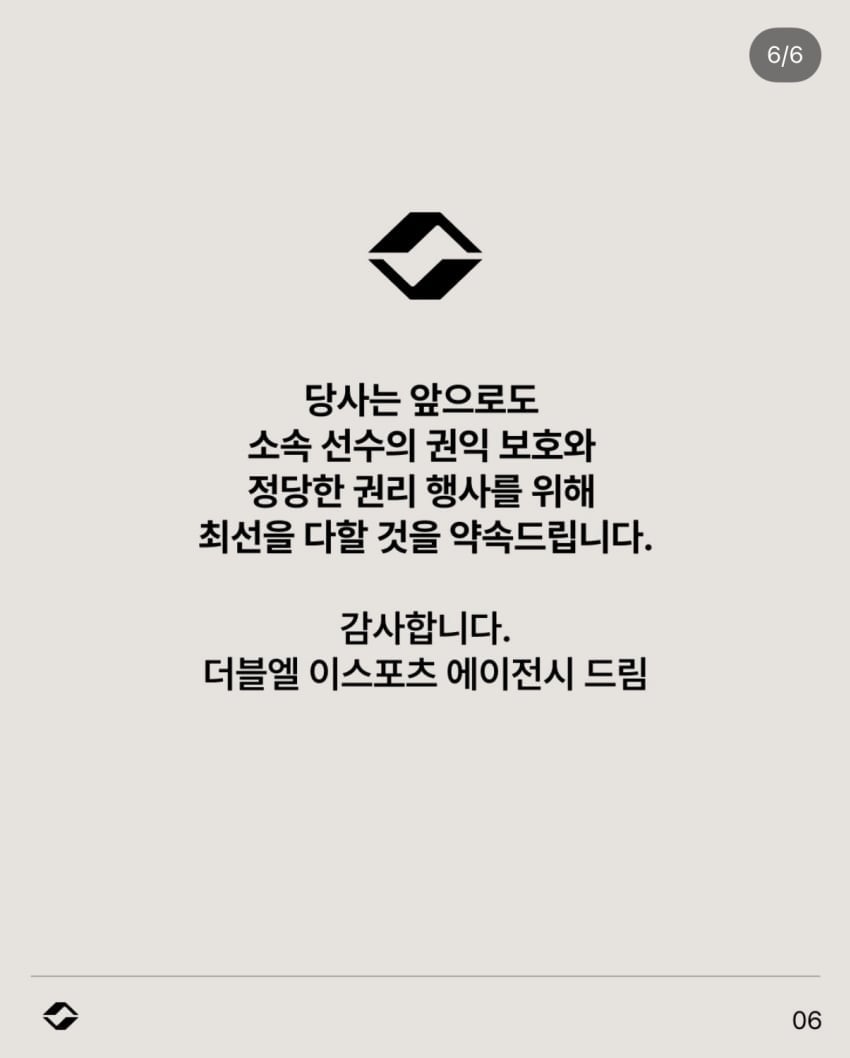 6/6
당사는 앞으로도
소속 선수의 권익 보호와
정당한 권리 행사를 위해
최선을 다할 것을 약속드립니다.
감사합니다.
더블엘 이스포츠 에이전시 드림
06